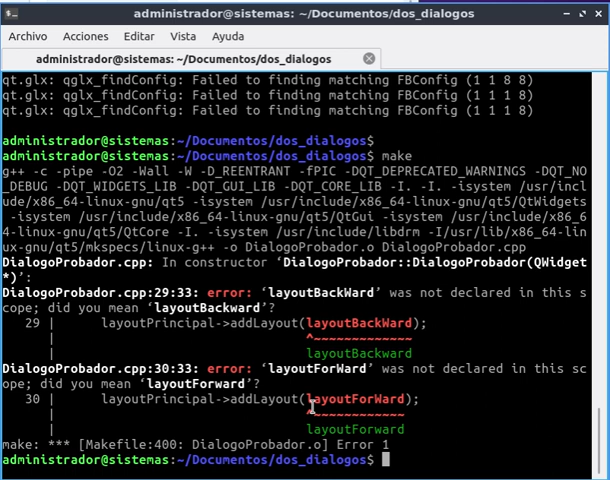 administrador@sistemas: ~/Documentos/dos_dialogos
Archivo Acciones Editar Vista Ayuda
administrador@sistemas: ~/Documentos/dos_dialogos
qt.glx: qglx_findConfig: Failed to finding matching FBConfig (1 1 8 8)
qt.glx: qglx_findConfig: Failed to finding matching FBConfig (1 1 1 8)
qt.glx: qglx_findConfig: Failed to finding matching FBConfig (1 1 1 8)
administrador@sistemas:~/Documentos/dos_dialogos$
administrador@sistemas:~/Documentos/dos_dialogos$ make
g++ -c -pipe -O2 -Wall -W -D_REENTRANT -fPIC -DQT_DEPRECATED_WARNINGS -DQT_NO
_DEBUG -DQT_WIDGETS_LIB -DQT_GUI_LIB -DQT_CORE_LIB -I. -I. -isystem /usr/incl
ude/x86_64-linux-gnu/qt5 -isystem /usr/include/x86_64-linux-gnu/qt5/QtWidgets
 -isystem /usr/include/x86_64-linux-gnu/qt5/QtGui -isystem /usr/include/x86_6
4-linux-gnu/qt5/QtCore -I. -isystem /usr/include/libdrm -I/usr/lib/x86_64-lin
ux-gnu/qt5/mkspecs/linux-g++ -o DialogoProbador.o DialogoProbador.cpp
DialogoProbador.cpp: In constructor ‘DialogoProbador::DialogoProbador(QWidget
*)’:
DialogoProbador.cpp:29:33: error: ‘layoutBackWard’ was not declared in this s
cope; did you mean ‘layoutBackward’?
   29 |     layoutPrincipal->addLayout(layoutBackWard);
      |                                ^~~~~~~~~~~~~~
      |                                layoutBackward
DialogoProbador.cpp:30:33: error: ‘layoutForWard’ was not declared in this sc
ope; did you mean ‘layoutForward’?
   30 |     layoutPrincipal->addLayout(layoutForWard);
      |                                ^~~~~~~~~~~~~
      |                                layoutForward
make: *** [Makefile:400: DialogoProbador.o] Error 1
administrador@sistemas:~/Documentos/dos_dialogos$